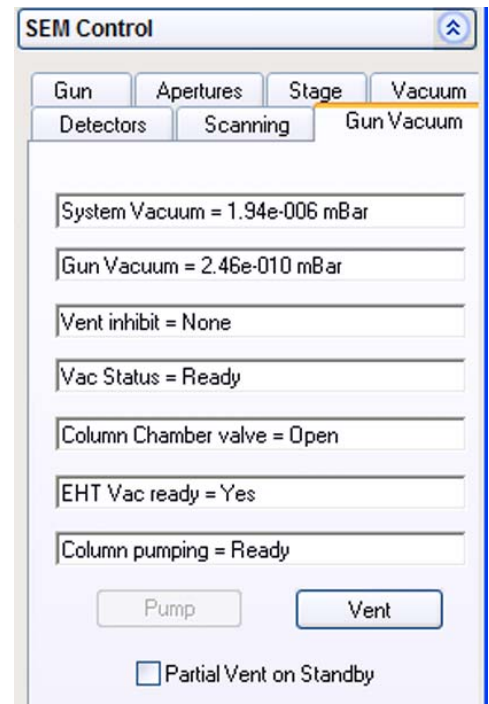 SEM Control
Gun Apertures Stage Vacuum
Detectors Scanning Gun Vacuum
System Vacuum = 1.94e-006 mBar
Gun Vacuum = 2.46e-010 mBar
Vent inhibit = None
Vac Status = Ready
Column Chamber valve = Open
EHT Vac ready = Yes
Column pumping = Ready
Pump Vent
Partial Vent on Standby